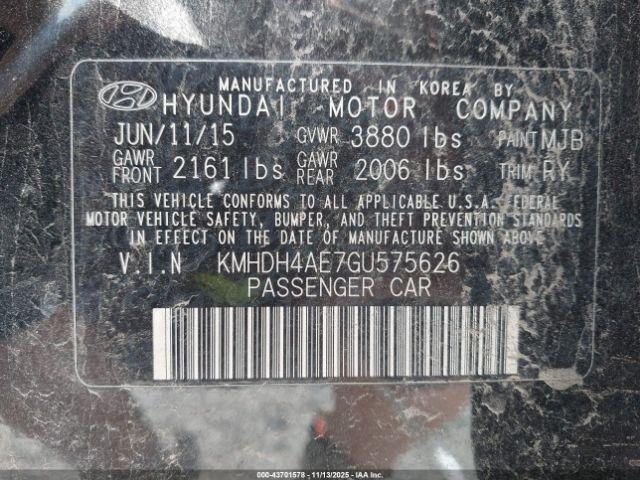 MANUFACTURED IN KOREA BY
HYUNDAI MOTOR COMPANY
JUN/11/15 GVWR 3880 lbs PAINT MJB
GAWR FRONT 2161 lbs GAWR REAR 2006 lbs TRIM RY
THIS VEHICLE CONFORMS TO ALL APPLICABLE U.S.A. FEDERAL
MOTOR VEHICLE SAFETY, BUMPER, AND THEFT PREVENTION STANDARDS
IN EFFECT ON THE DATE OF MANUFACTURE SHOWN ABOVE.
V.I.N KMHDH4AE7GU575626
PASSENGER CAR
000-43701578 - 11/13/2025 - IAA Inc.